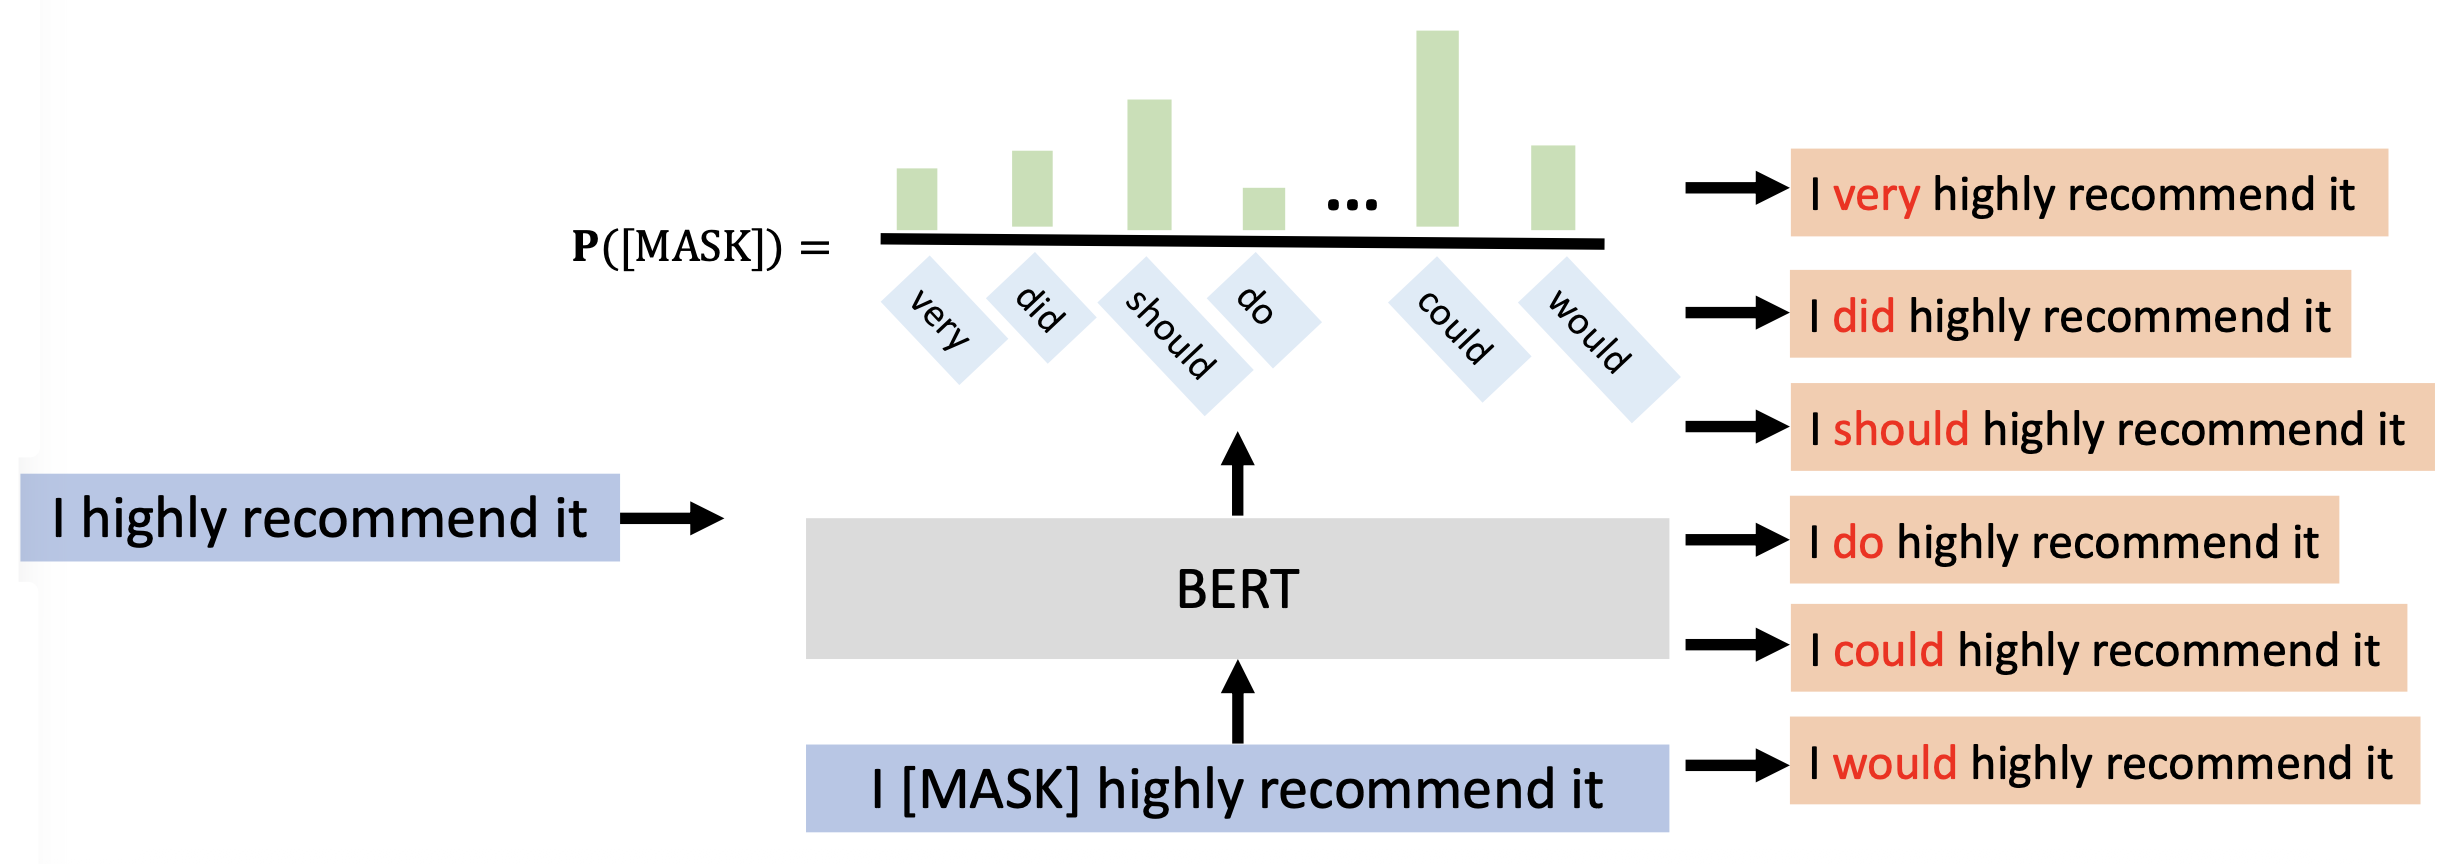 P([MASK]) =
...
very
did
should
do
could
would
I highly recommend it
BERT
I [MASK] highly recommend it
I very highly recommend it
I did highly recommend it
I should highly recommend it
I do highly recommend it
I could highly recommend it
I would highly recommend it